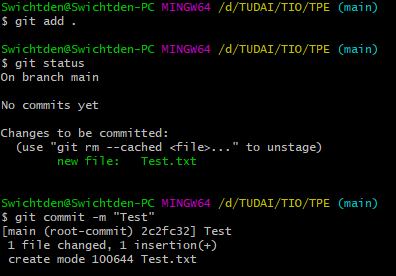 Swichtden@Swichtden-PC MINGW64 /d/TUDAI/TIO/TPE (main)
$ git add .
Swichtden@Swichtden-PC MINGW64 /d/TUDAI/TIO/TPE (main)
$ git status
On branch main
No commits yet
Changes to be committed:
  (use "git rm --cached <file>..." to unstage)
        new file:   Test.txt
Swichtden@Swichtden-PC MINGW64 /d/TUDAI/TIO/TPE (main)
$ git commit -m "Test"
[main (root-commit) 2c2fc32] Test
 1 file changed, 1 insertion(+)
 create mode 100644 Test.txt